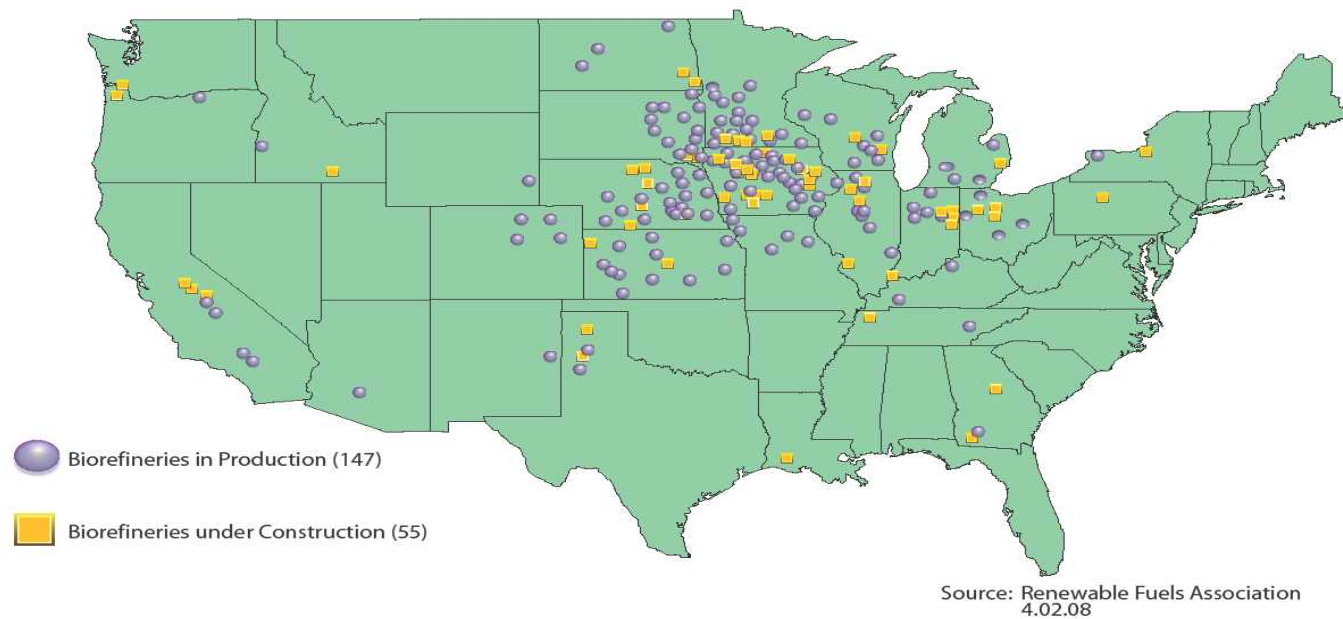 Biorefineries in Production (147)
Biorefineries under Construction (55)
Source: Renewable Fuels Association
4.02.08